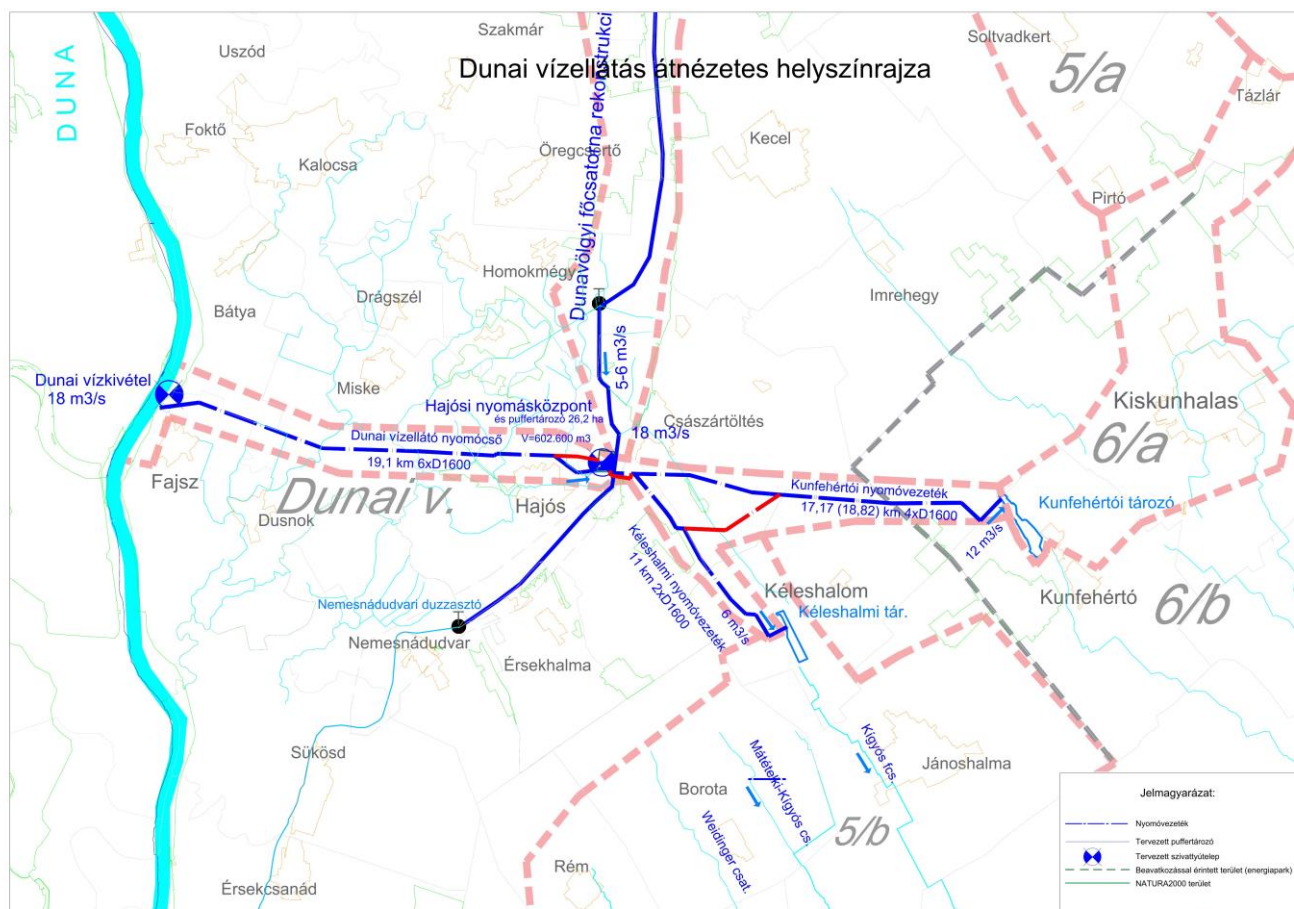 Dunai vízellátás átnézetes helyszínrajza
DUNA
Uszód
Szakmár
Soltvadkert
5/a
Tázlár
Foktő
Kalocsa
Öregcsertő
Kecel
Pirtó
Dunavölgyi főcsatorna rekonstrukci
Homokmégy
Drágszél
Bátya
Imrehegy
5-6 m3/s
Dunai vízkivétel
18 m3/s
Miske
Hajósi nyomásközpont
és puffertározó 26,2 ha
V=602.600 m3
18 m3/s
Császártöltés
Kiskunhalas
6/a
Dunai vízellátó nyomócső
19,1 km 6xD1600
Fajsz
Dunai v.
Dusnok
Hajós
Kunfehértói nyomóvezeték
17,17 (18,82) km 4xD1600
12 m3/s
Kunfehértói tározó
Kunfehértó
6/b
Kéleshalmi nyomóvezeték
11 km 2xD1600
6 m3/s
Kéleshalom
Kéleshalmi tár.
Nemesnádudvari duzzasztó
Nemesnádudvar
Érsekhalma
Sükösd
Borota
Mátételki-Kígyós cs.
Weidinger csat.
Kígyós fcs.
Jánoshalma
5/b
Rém
Érsekcsanád
Jelmagyarázat:
Nyomóvezeték
Tervezett puffertározó
Tervezett szivattyútelep
Beavatkozással érintett terület (energiapark)
NATURA2000 terület